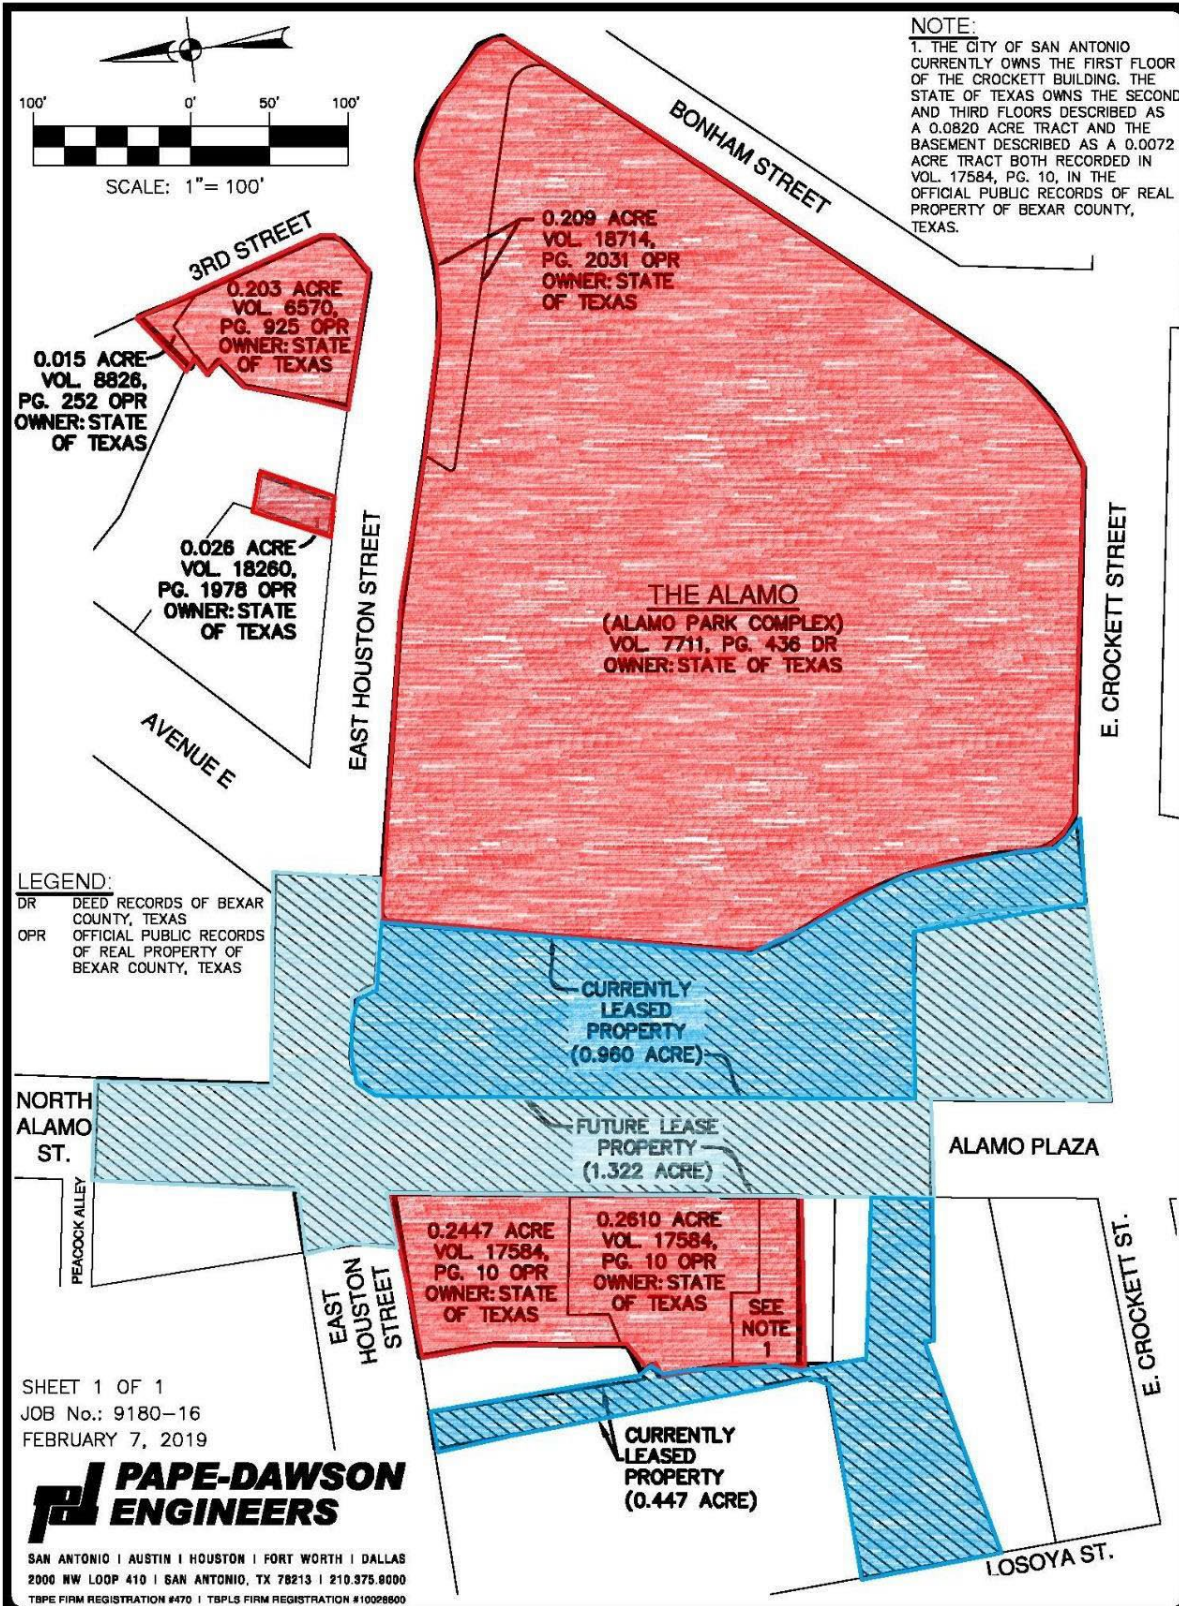 NOTE:
1. THE CITY OF SAN ANTONIO
CURRENTLY OWNS THE FIRST FLOOR
OF THE CROCKETT BUILDING. THE
STATE OF TEXAS OWNS THE SECOND
AND THIRD FLOORS DESCRIBED AS
A 0.0820 ACRE TRACT AND THE
BASEMENT DESCRIBED AS A 0.0072
ACRE TRACT BOTH RECORDED IN
VOL. 17584, PG. 10, IN THE
OFFICIAL PUBLIC RECORDS OF REAL
PROPERTY OF BEXAR COUNTY,
TEXAS.
100' 0' 50' 100'
SCALE: 1"= 100'
BONHAM STREET
3RD STREET
0.209 ACRE
VOL. 18714,
PG. 2031 OPR
OWNER: STATE
OF TEXAS
0.203 ACRE
VOL. 6570,
PG. 925 OPR
OWNER: STATE
OF TEXAS
0.015 ACRE
VOL. 8826,
PG. 252 OPR
OWNER: STATE
OF TEXAS
0.026 ACRE
VOL. 18260,
PG. 1978 OPR
OWNER: STATE
OF TEXAS
EAST HOUSTON STREET
THE ALAMO
(ALAMO PARK COMPLEX)
VOL. 7711, PG. 436 DR
OWNER: STATE OF TEXAS
E. CROCKETT STREET
AVENUE E
LEGEND:
DR DEED RECORDS OF BEXAR
COUNTY, TEXAS
OPR OFFICIAL PUBLIC RECORDS
OF REAL PROPERTY OF
BEXAR COUNTY, TEXAS
CURRENTLY
LEASED
PROPERTY
(0.960 ACRE)
NORTH
ALAMO
ST.
FUTURE LEASE
PROPERTY
(1.322 ACRE)
ALAMO PLAZA
PEACOCK ALLEY
0.2447 ACRE
VOL. 17584,
PG. 10 OPR
OWNER: STATE
OF TEXAS
0.2610 ACRE
VOL. 17584,
PG. 10 OPR
OWNER: STATE
OF TEXAS
SEE
NOTE
1
EAST
HOUSTON
STREET
E. CROCKETT ST.
SHEET 1 OF 1
JOB No.: 9180-16
FEBRUARY 7, 2019
CURRENTLY
LEASED
PROPERTY
(0.447 ACRE)
LOSOYA ST.
pd
PAPE-DAWSON
ENGINEERS
SAN ANTONIO I AUSTIN I HOUSTON I FORT WORTH I DALLAS
2000 NW LOOP 410 I SAN ANTONIO, TX 78213 I 210.375.9000
TBPE FIRM REGISTRATION #470 I TBPLS FIRM REGISTRATION #10028800